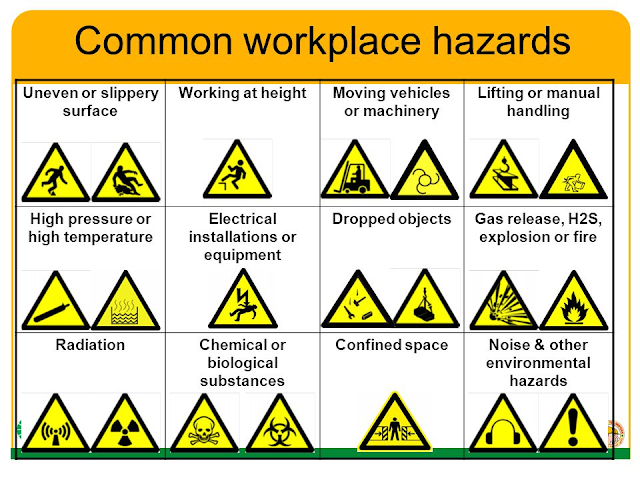 Common workplace hazards
Uneven or slippery
surface
Working at height
Moving vehicles
or machinery
Lifting or manual
handling
High pressure or
high temperature
Electrical
installations or
equipment
Dropped objects
Gas release, H2S,
explosion or fire
Radiation
Chemical or
biological
substances
Confined space
Noise & other
environmental
hazards